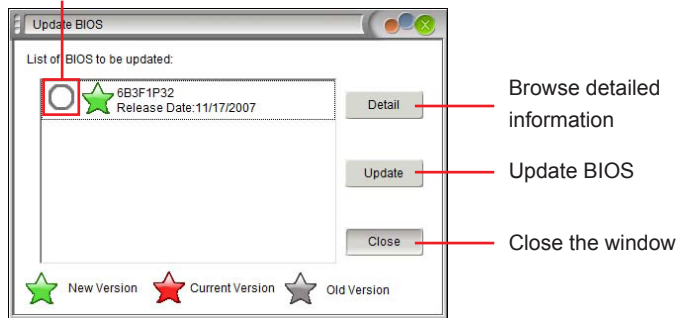 Update BIOS
List of BIOS to be updated:
6B3F1P32
Release Date:11/17/2007
Detail
Update
Close
New Version
Current Version
Old Version
Browse detailed
information
Update BIOS
Close the window